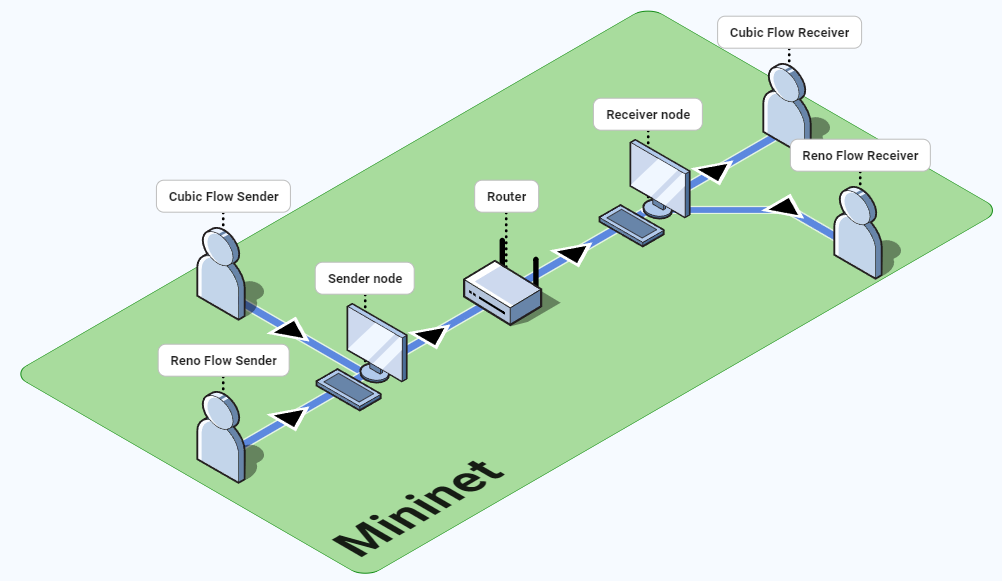 Cubic Flow Receiver
Receiver node
Reno Flow Receiver
Cubic Flow Sender
Router
Sender node
Reno Flow Sender
Mininet